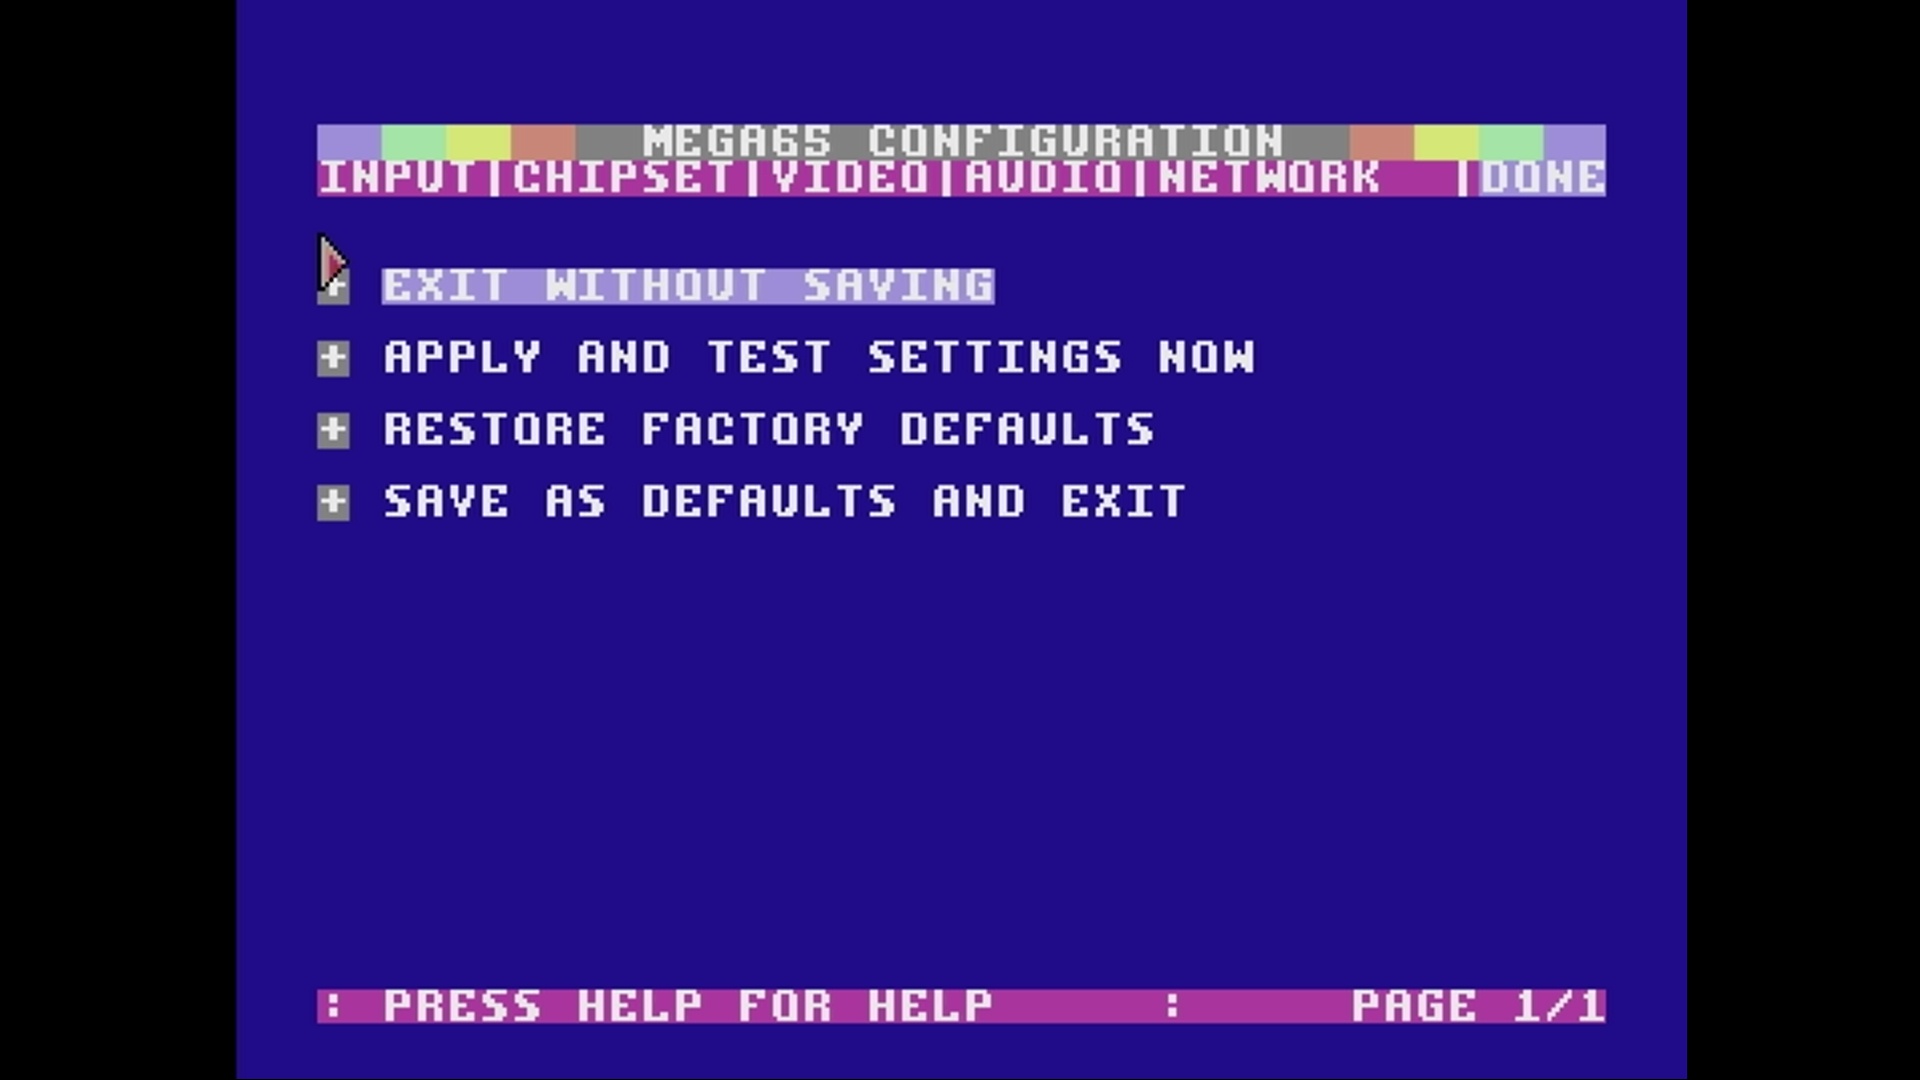 MEGA65 CONFIGURATION
INPUT|CHIPSET|VIDEO|AUDIO|NETWORK |DONE
+ EXIT WITHOUT SAVING
+ APPLY AND TEST SETTINGS NOW
+ RESTORE FACTORY DEFAULTS
+ SAVE AS DEFAULTS AND EXIT
: PRESS HELP FOR HELP : PAGE 1/1